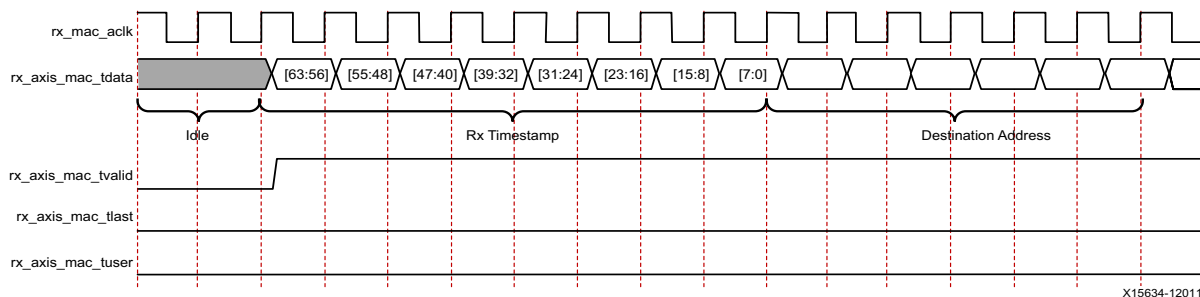 rx_mac_aclk
rx_axis_mac_tdata
[63:56] [55:48] [47:40] [39:32] [31:24] [23:16] [15:8] [7:0]
Idle Rx Timestamp Destination Address
rx_axis_mac_tvalid
rx_axis_mac_tlast
rx_axis_mac_tuser
X15634-12011